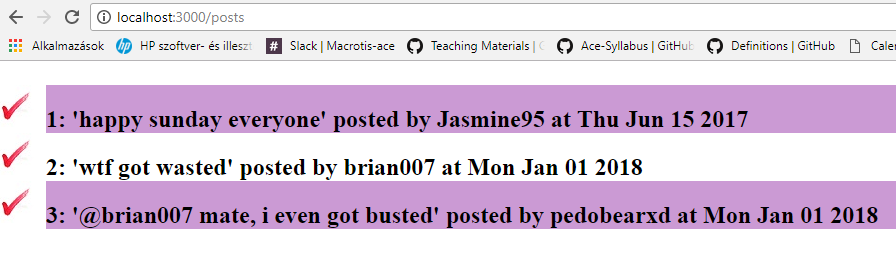 localhost:3000/posts
Alkalmazások HP szoftver- és illeszt Slack | Macrotis-ace Teaching Materials | G Ace-Syllabus | GitHub Definitions | GitHub Caler
1: 'happy sunday everyone' posted by Jasmine95 at Thu Jun 15 2017
2: 'wtf got wasted' posted by brian007 at Mon Jan 01 2018
3: '@brian007 mate, i even got busted' posted by pedobearxd at Mon Jan 01 2018